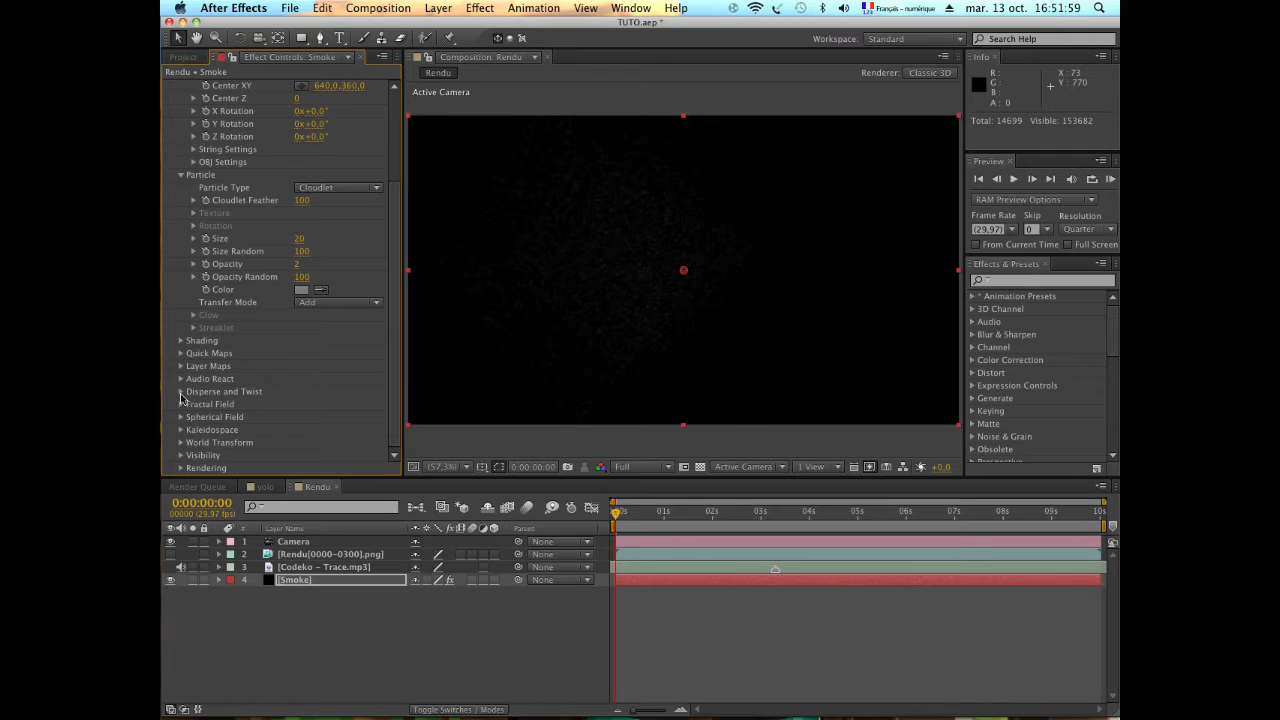 After Effects File Edit Composition Layer Effect Animation View Window Help Français – numérique mar. 13 oct. 16:51:59
TUTO.aep *
Workspace: Standard Search Help
Project Effect Controls: Smoke
Rendu • Smoke
Center XY 640,0,360,0
Center Z 0
X Rotation 0x+0,0°
Y Rotation 0x+0,0°
Z Rotation 0x+0,0°
String Settings
OBJ Settings
Particle
Particle Type Cloudlet
Cloudlet Feather 100
Texture
Rotation
Size 20
Size Random 100
Opacity 2
Opacity Random 100
Color
Transfer Mode Add
Glow
Streaklet
Shading
Quick Maps
Layer Maps
Audio React
Disperse and Twist
Fractal Field
Spherical Field
Kaleidospace
World Transform
Visibility
Rendering
Composition: Rendu
Rendu Renderer: Classic 3D
Active Camera
(57,3%) 0:00:00:00 Full Active Camera 1 View +0,0
Info
R : X : 73
G : Y : 770
B :
A : 0
Total: 14699 Visible: 153682
Preview
RAM Preview Options
Frame Rate Skip Resolution
(29,97) 0 Quarter
From Current Time Full Screen
Effects & Presets
* Animation Presets
3D Channel
Audio
Blur & Sharpen
Channel
Color Correction
Distort
Expression Controls
Generate
Keying
Matte
Noise & Grain
Obsolete
Perspective
Render Queue yolo Rendu
0:00:00:00
00000 (29.97 fps)
00s 01s 02s 03s 04s 05s 06s 07s 08s 09s 10s
# Layer Name Parent
1 Camera None
2 [Rendu[0000-0300].png] None
3 [Codeko – Trace.mp3] None
4 [Smoke] None
Toggle Switches / Modes